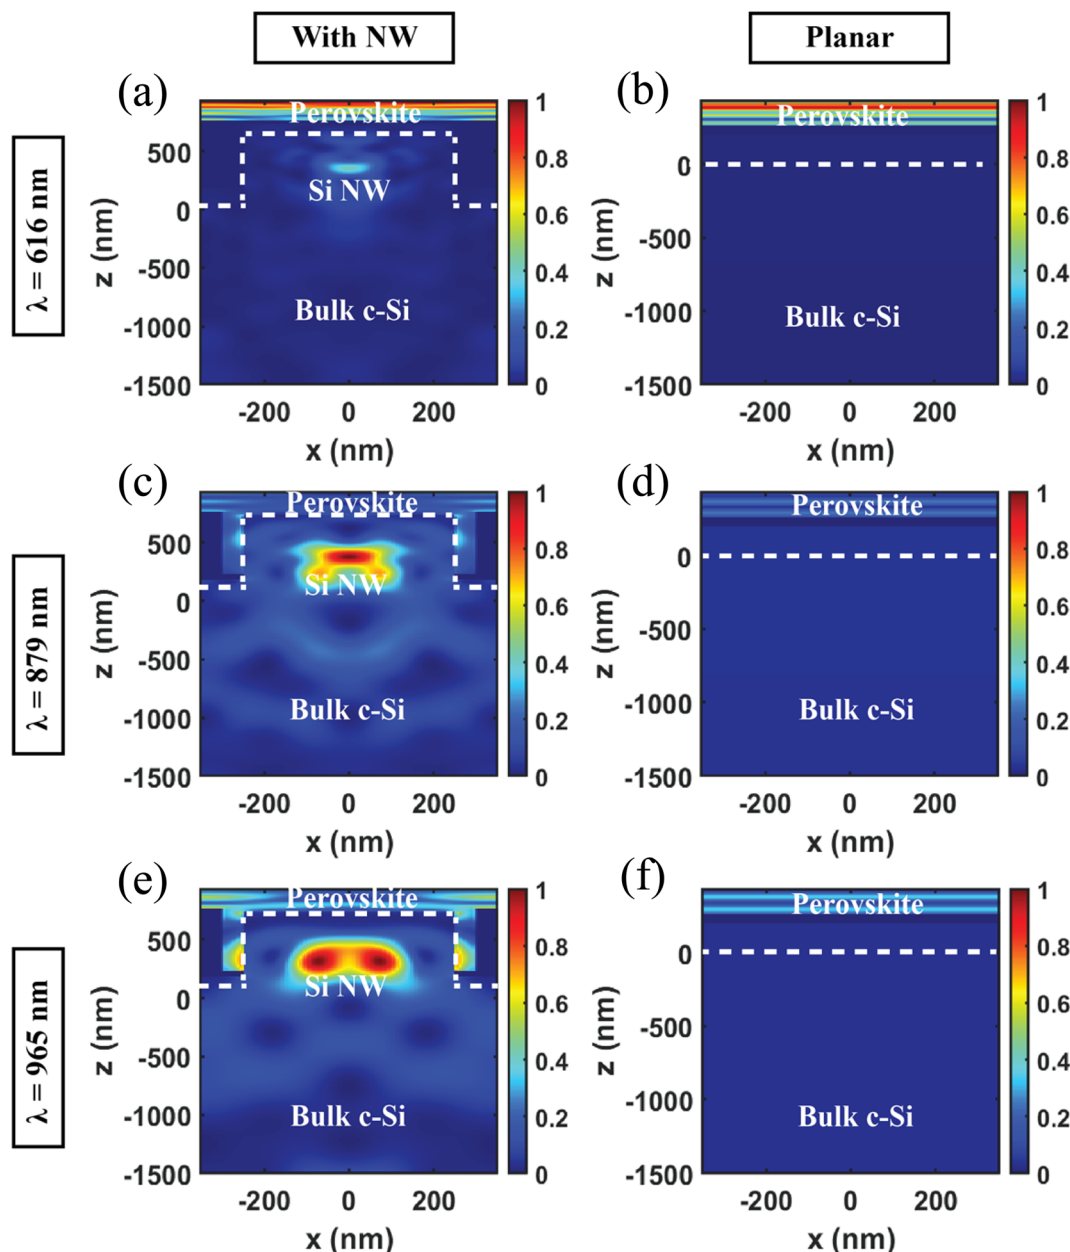 With NW
Planar
(a)
Perovskite
Si NW
Bulk c-Si
500
0
-500
-1000
-1500
z (nm)
-200
0
200
x (nm)
1
0.8
0.6
0.4
0.2
0
(b)
Perovskite
Bulk c-Si
0
-500
-1000
-1500
z (nm)
-200
0
200
x (nm)
1
0.8
0.6
0.4
0.2
0
λ = 616 nm
(c)
Perovskite
Si NW
Bulk c-Si
500
0
-500
-1000
-1500
z (nm)
-200
0
200
x (nm)
1
0.8
0.6
0.4
0.2
0
(d)
Perovskite
Bulk c-Si
0
-500
-1000
-1500
z (nm)
-200
0
200
x (nm)
1
0.8
0.6
0.4
0.2
0
λ = 879 nm
(e)
Perovskite
Si NW
Bulk c-Si
500
0
-500
-1000
-1500
z (nm)
-200
0
200
x (nm)
1
0.8
0.6
0.4
0.2
0
(f)
Perovskite
Bulk c-Si
0
-500
-1000
-1500
z (nm)
-200
0
200
x (nm)
1
0.8
0.6
0.4
0.2
0
λ = 965 nm